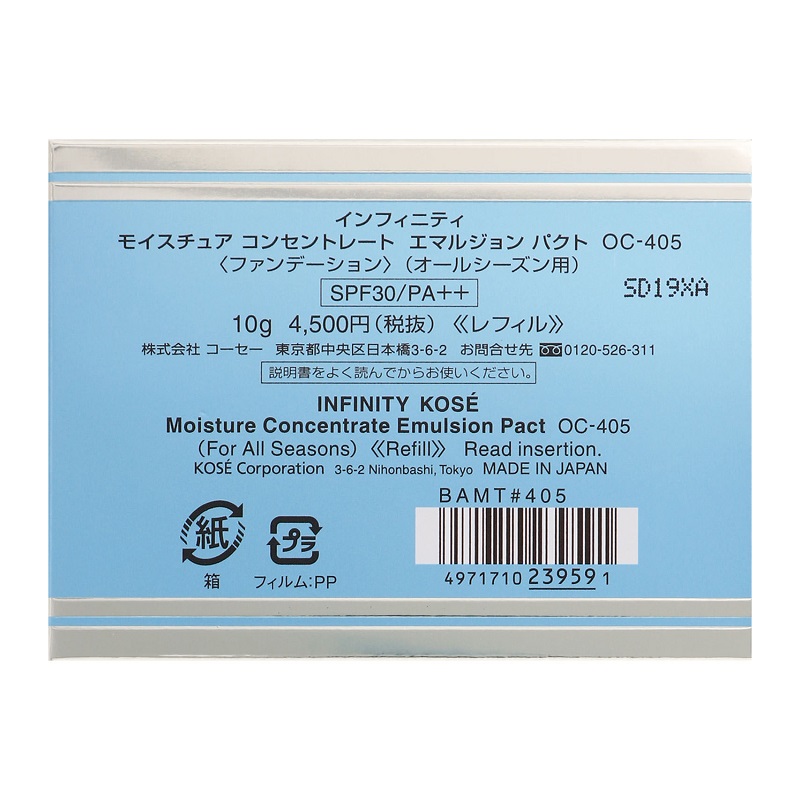 インフィニティ
モイスチュア コンセントレート エマルジョン パクト OC-405
〈ファンデーション〉（オールシーズン用）
SD19XA
SPF30/PA++
10g 4,500円（税抜）《レフィル》
株式会社 コーセー 東京都中央区日本橋3-6-2 お問合せ先 0120-526-311
説明書をよく読んでからお使いください。
INFINITY KOSÉ
Moisture Concentrate Emulsion Pact OC-405
(For All Seasons)《Refill》 Read insertion.
KOSÉ Corporation 3-6-2 Nihonbashi, Tokyo MADE IN JAPAN
BAMT#405
紙
箱
プラ
フィルム:PP
4971710 239591